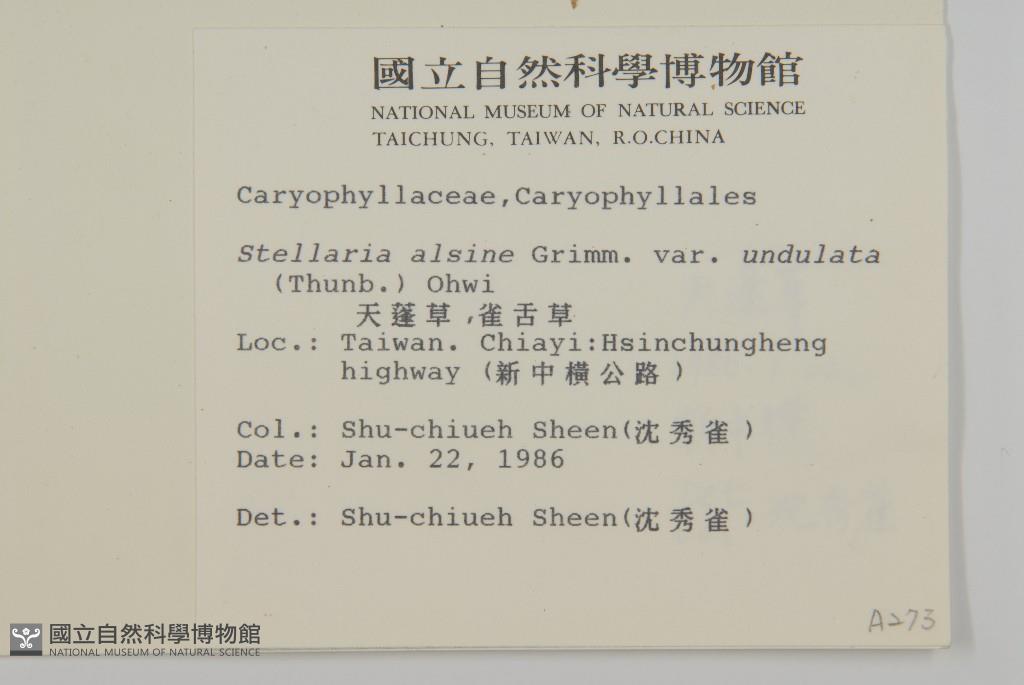 國立自然科學博物館
NATIONAL MUSEUM OF NATURAL SCIENCE
TAICHUNG, TAIWAN, R.O.CHINA
Caryophyllaceae,Caryophyllales
Stellaria alsine Grimm. var. undulata
(Thunb.) Ohwi
天蓬草,雀舌草
Loc.: Taiwan. Chiayi:Hsinchungheng
highway (新中橫公路)
Col.: Shu-chiueh Sheen(沈秀雀)
Date: Jan. 22, 1986
Det.: Shu-chiueh Sheen(沈秀雀)
A273
國立自然科學博物館
NATIONAL MUSEUM OF NATURAL SCIENCE